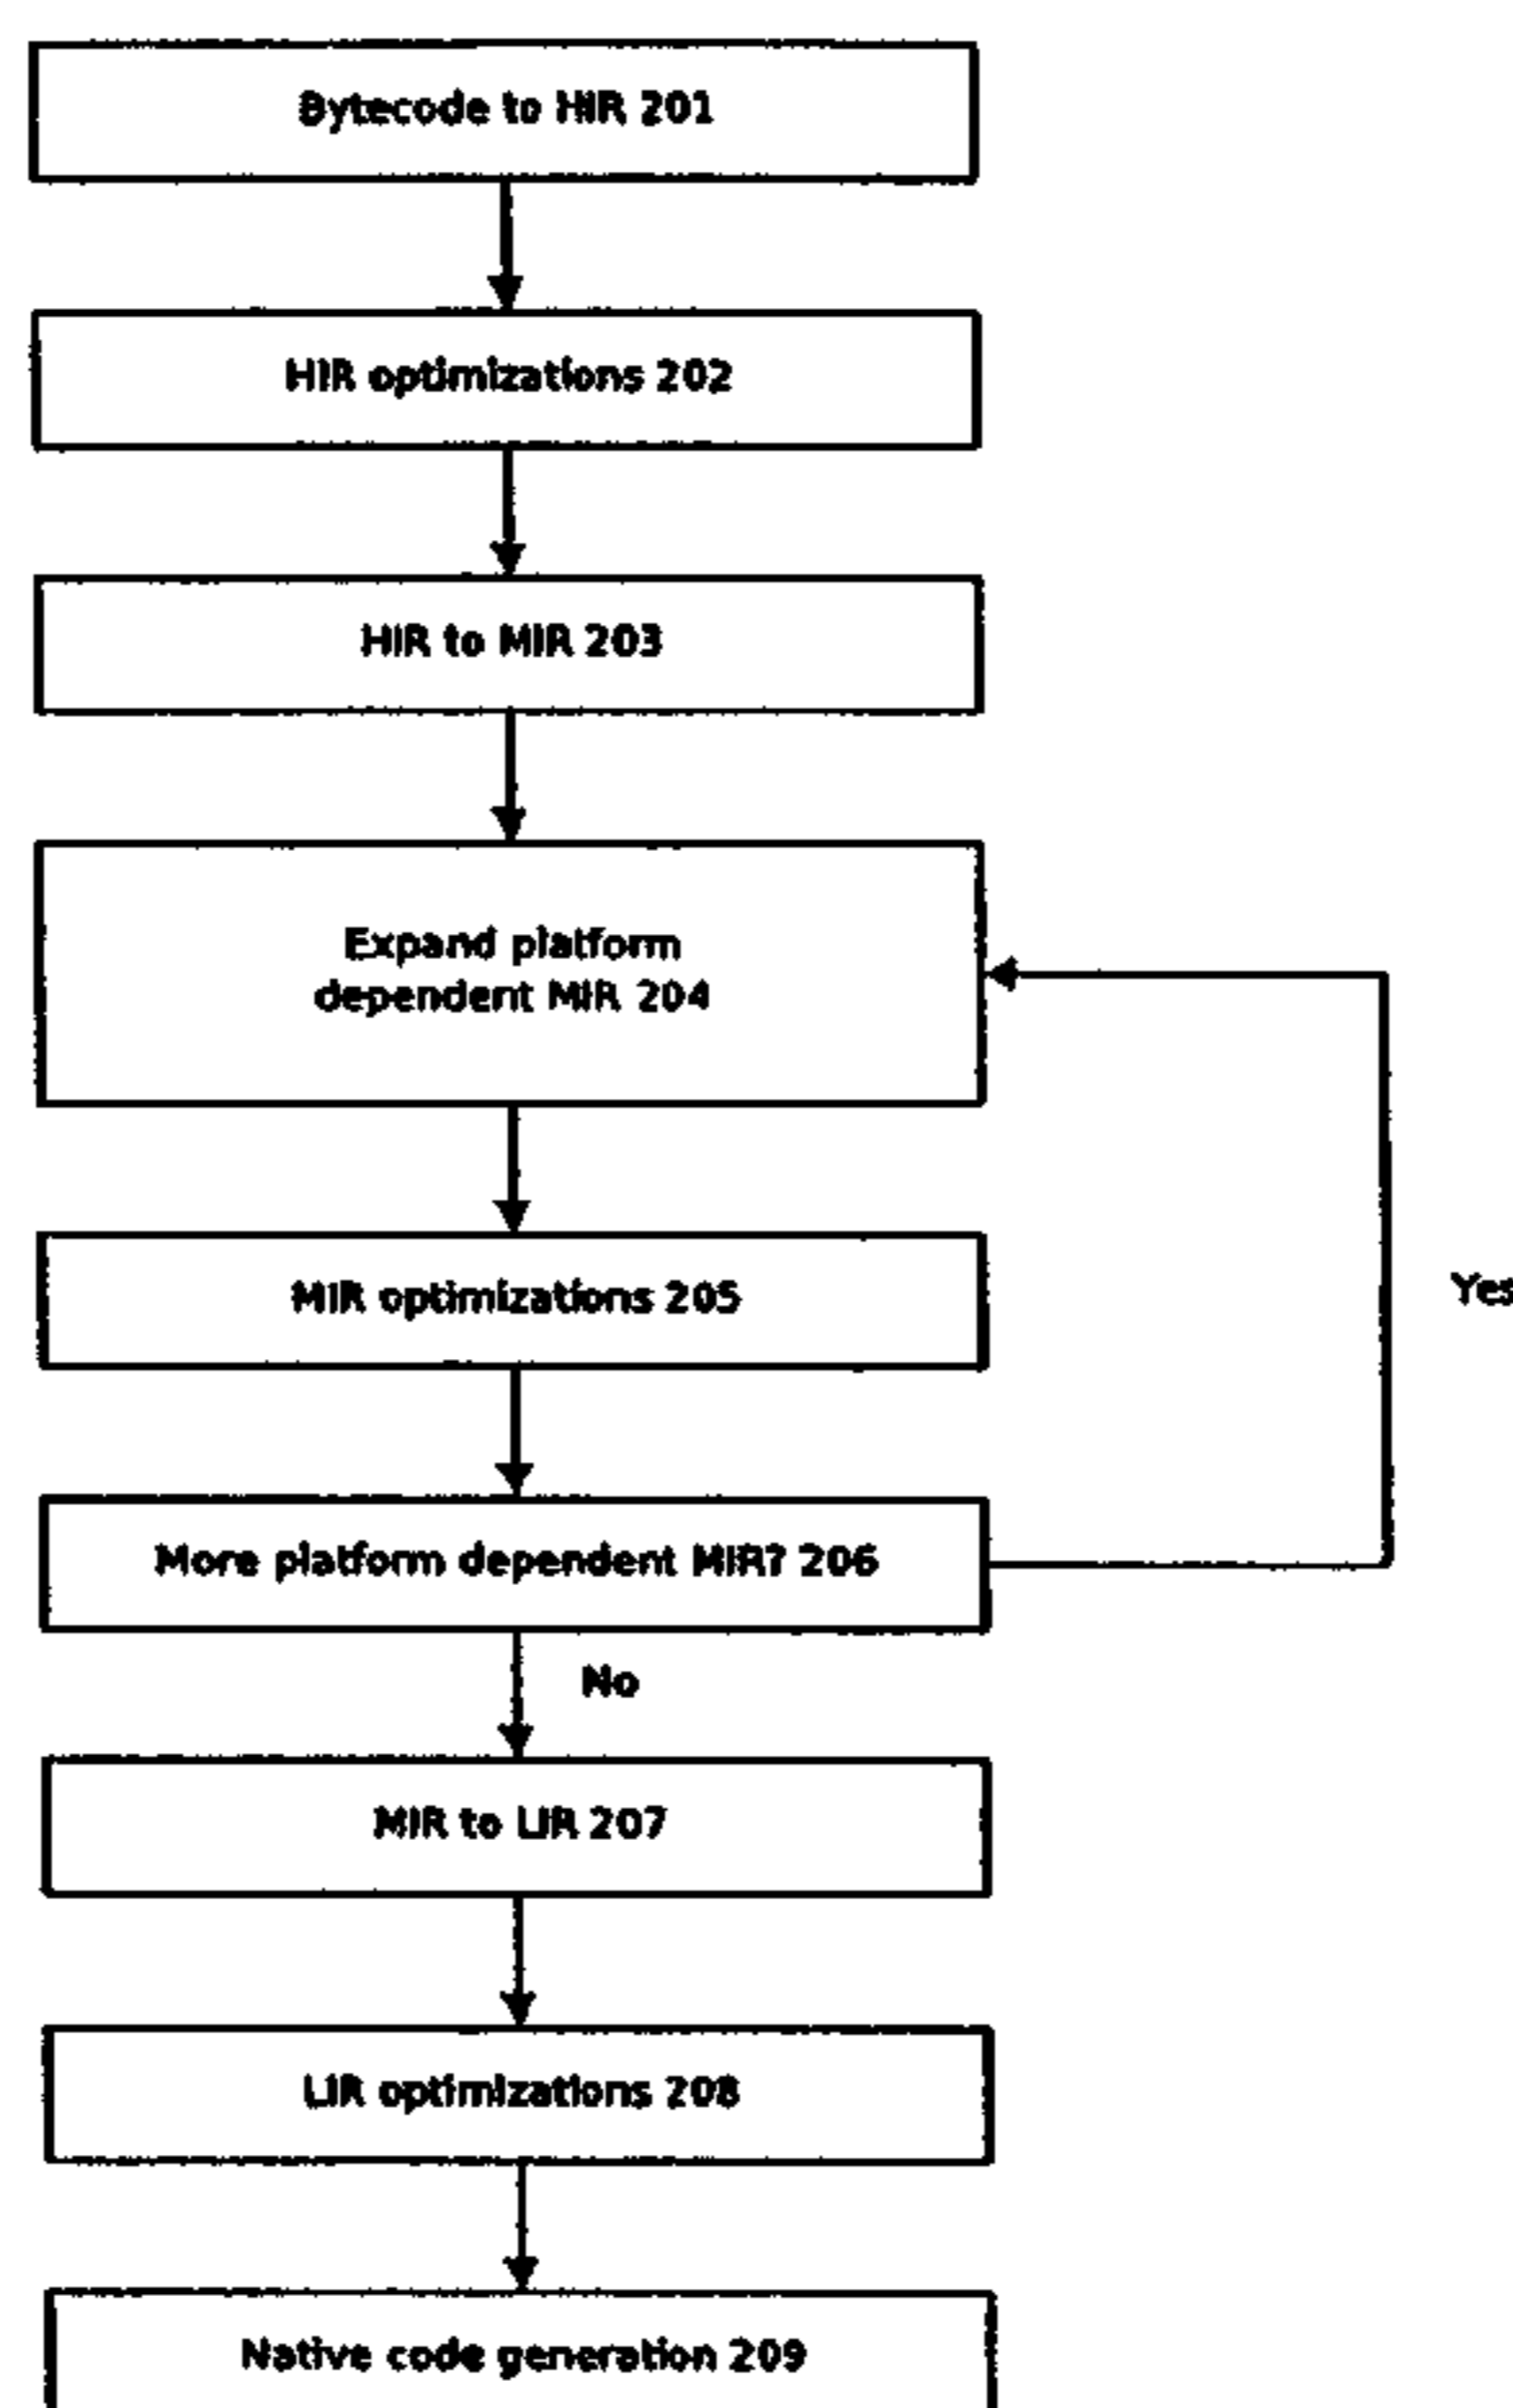 Bytecode to HIR 201
HIR optimizations 202
HIR to MIR 203
Expand platform
dependent MIR 204
MIR optimizations 205
Yes
More platform dependent MIR? 206
No
MIR to LIR 207
LIR optimizations 208
Native code generation 209